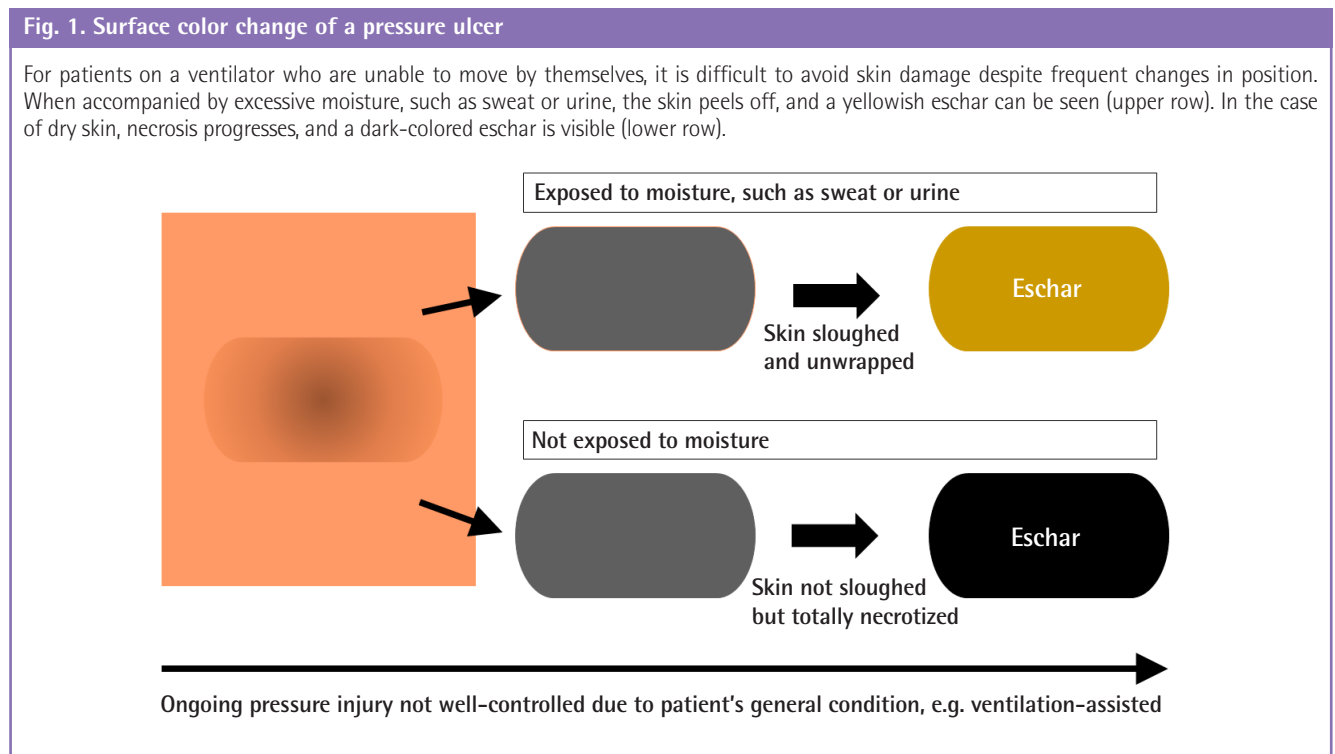 Fig. 1. Surface color change of a pressure ulcer
For patients on a ventilator who are unable to move by themselves, it is difficult to avoid skin damage despite frequent changes in position.
When accompanied by excessive moisture, such as sweat or urine, the skin peels off, and a yellowish eschar can be seen (upper row). In the case
of dry skin, necrosis progresses, and a dark-colored eschar is visible (lower row).
Exposed to moisture, such as sweat or urine
Eschar
Skin sloughed
and unwrapped
Not exposed to moisture
Eschar
Skin not sloughed
but totally necrotized
Ongoing pressure injury not well-controlled due to patient's general condition, e.g. ventilation-assisted